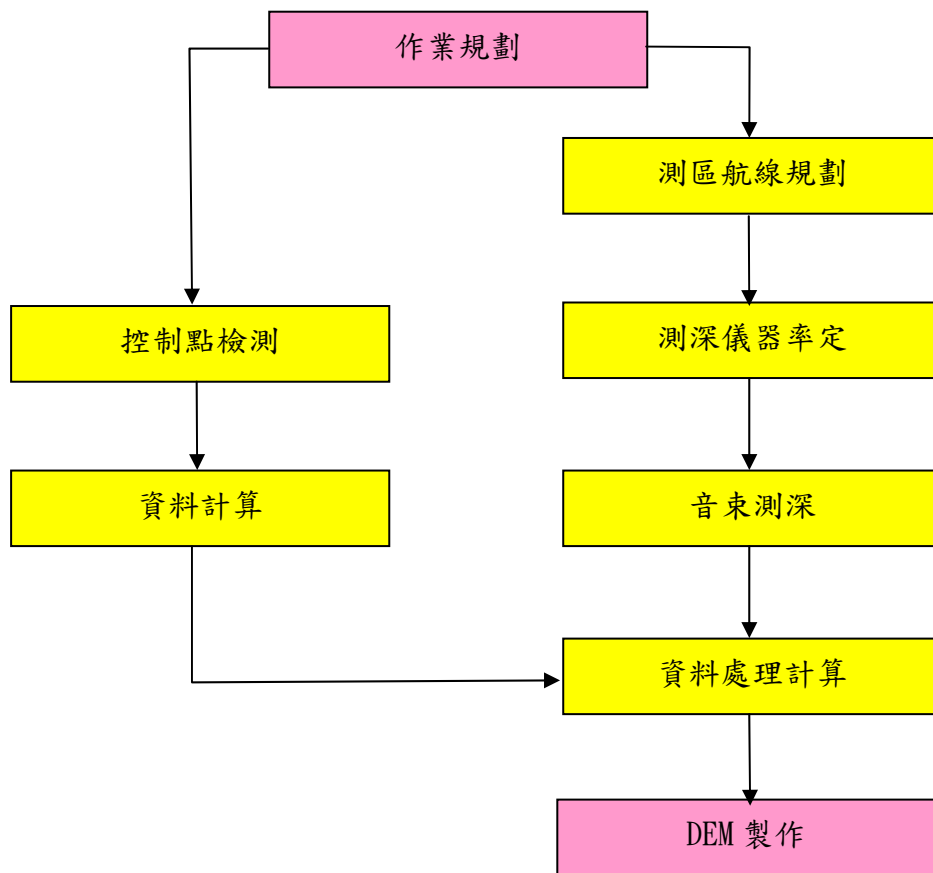 作業規劃
測區航線規劃
控制點檢測
測深儀器率定
資料計算
音束測深
資料處理計算
DEM 製作